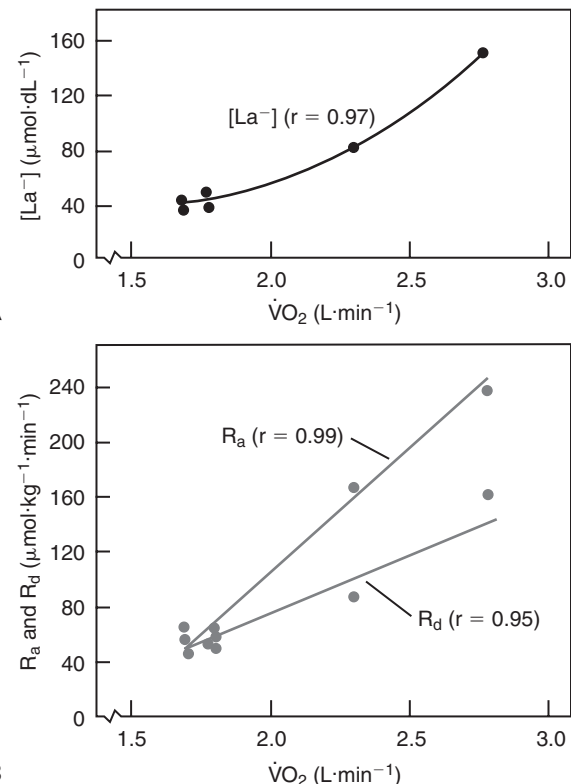 [La⁻] (μmol·dL⁻¹)
160
120
80
40
0
[La⁻] (r = 0.97)
1.5 2.0 2.5 3.0
V̇O₂ (L·min⁻¹)
Rₐ and R_d (μmol·kg⁻¹·min⁻¹)
240
200
160
120
80
40
0
Rₐ (r = 0.99)
R_d (r = 0.95)
1.5 2.0 2.5 3.0
V̇O₂ (L·min⁻¹)